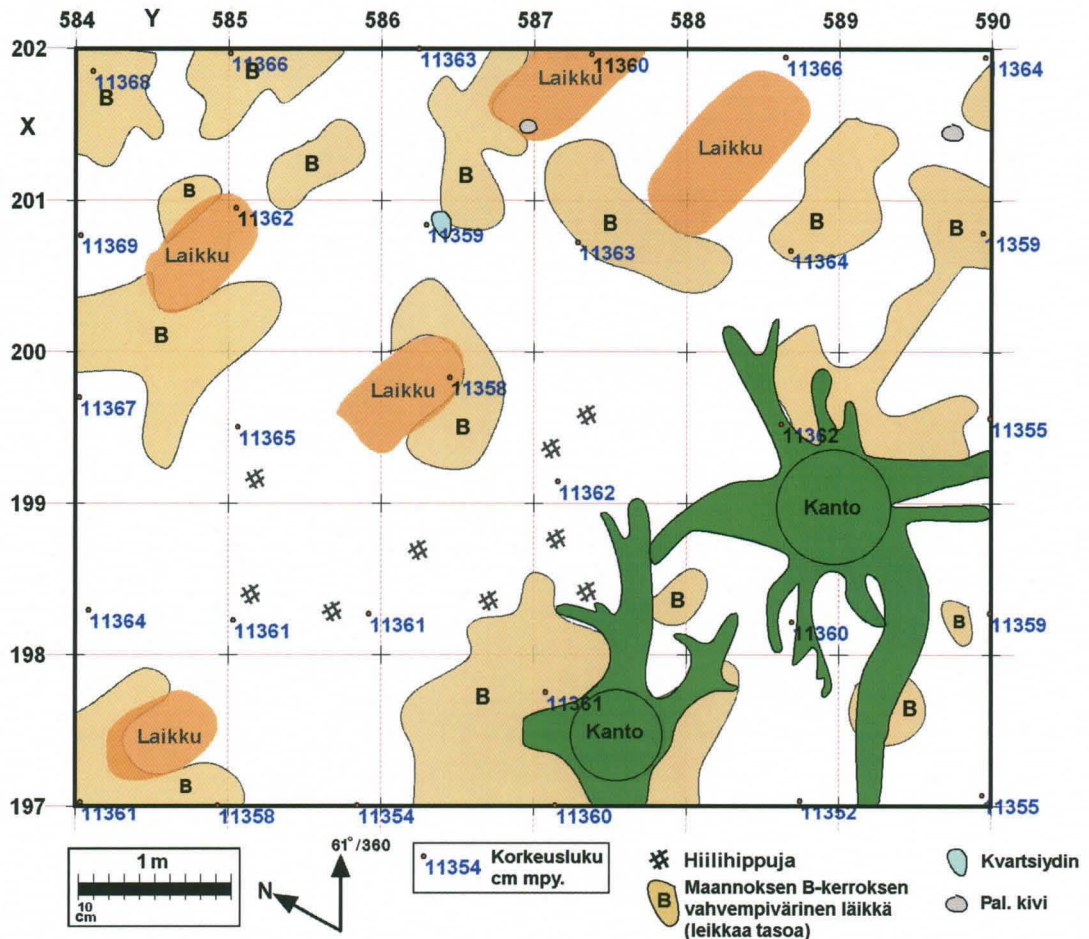 584 Y 585 586 587 588 589 590
202
11363 11360 11366 11364
11366
11368
B
B
Laikku
X
B
Laikku
B
B
201
11362
B
B
B
11369
11359
11363
11364
11359
Laikku
B
200
Laikku
11358
11367
B
11365
11362
11355
11362
199
Kanto
B
11364
11361
11361
11360
B
11359
198
B
11361
B
Laikku
Kanto
B
197
11361 11358 11354 11360 11352 11355
1 m
10
cm
N
61°/360
11354 Korkeusluku
cm mpy.
Hiilihippuja
B Maannoksen B-kerroksen
vahvempivärinen läikkä
(leikkaa tasoa)
Kvartsiydin
Pal. kivi